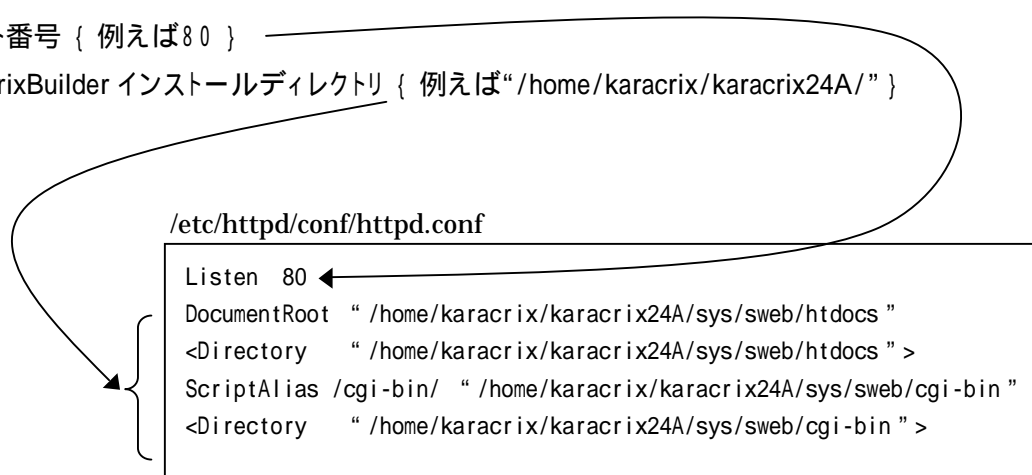 番号 { 例えば80 }
rixBuilder インストールディレクトリ { 例えば“/home/karacrix/karacrix24A/” }
/etc/httpd/conf/httpd.conf
Listen 80
DocumentRoot “ /home/karacrix/karacrix24A/sys/sweb/htdocs ”
<Directory “ /home/karacrix/karacrix24A/sys/sweb/htdocs ” >
ScriptAlias /cgi-bin/ “ /home/karacrix/karacrix24A/sys/sweb/cgi-bin ”
<Directory “ /home/karacrix/karacrix24A/sys/sweb/cgi-bin ” >